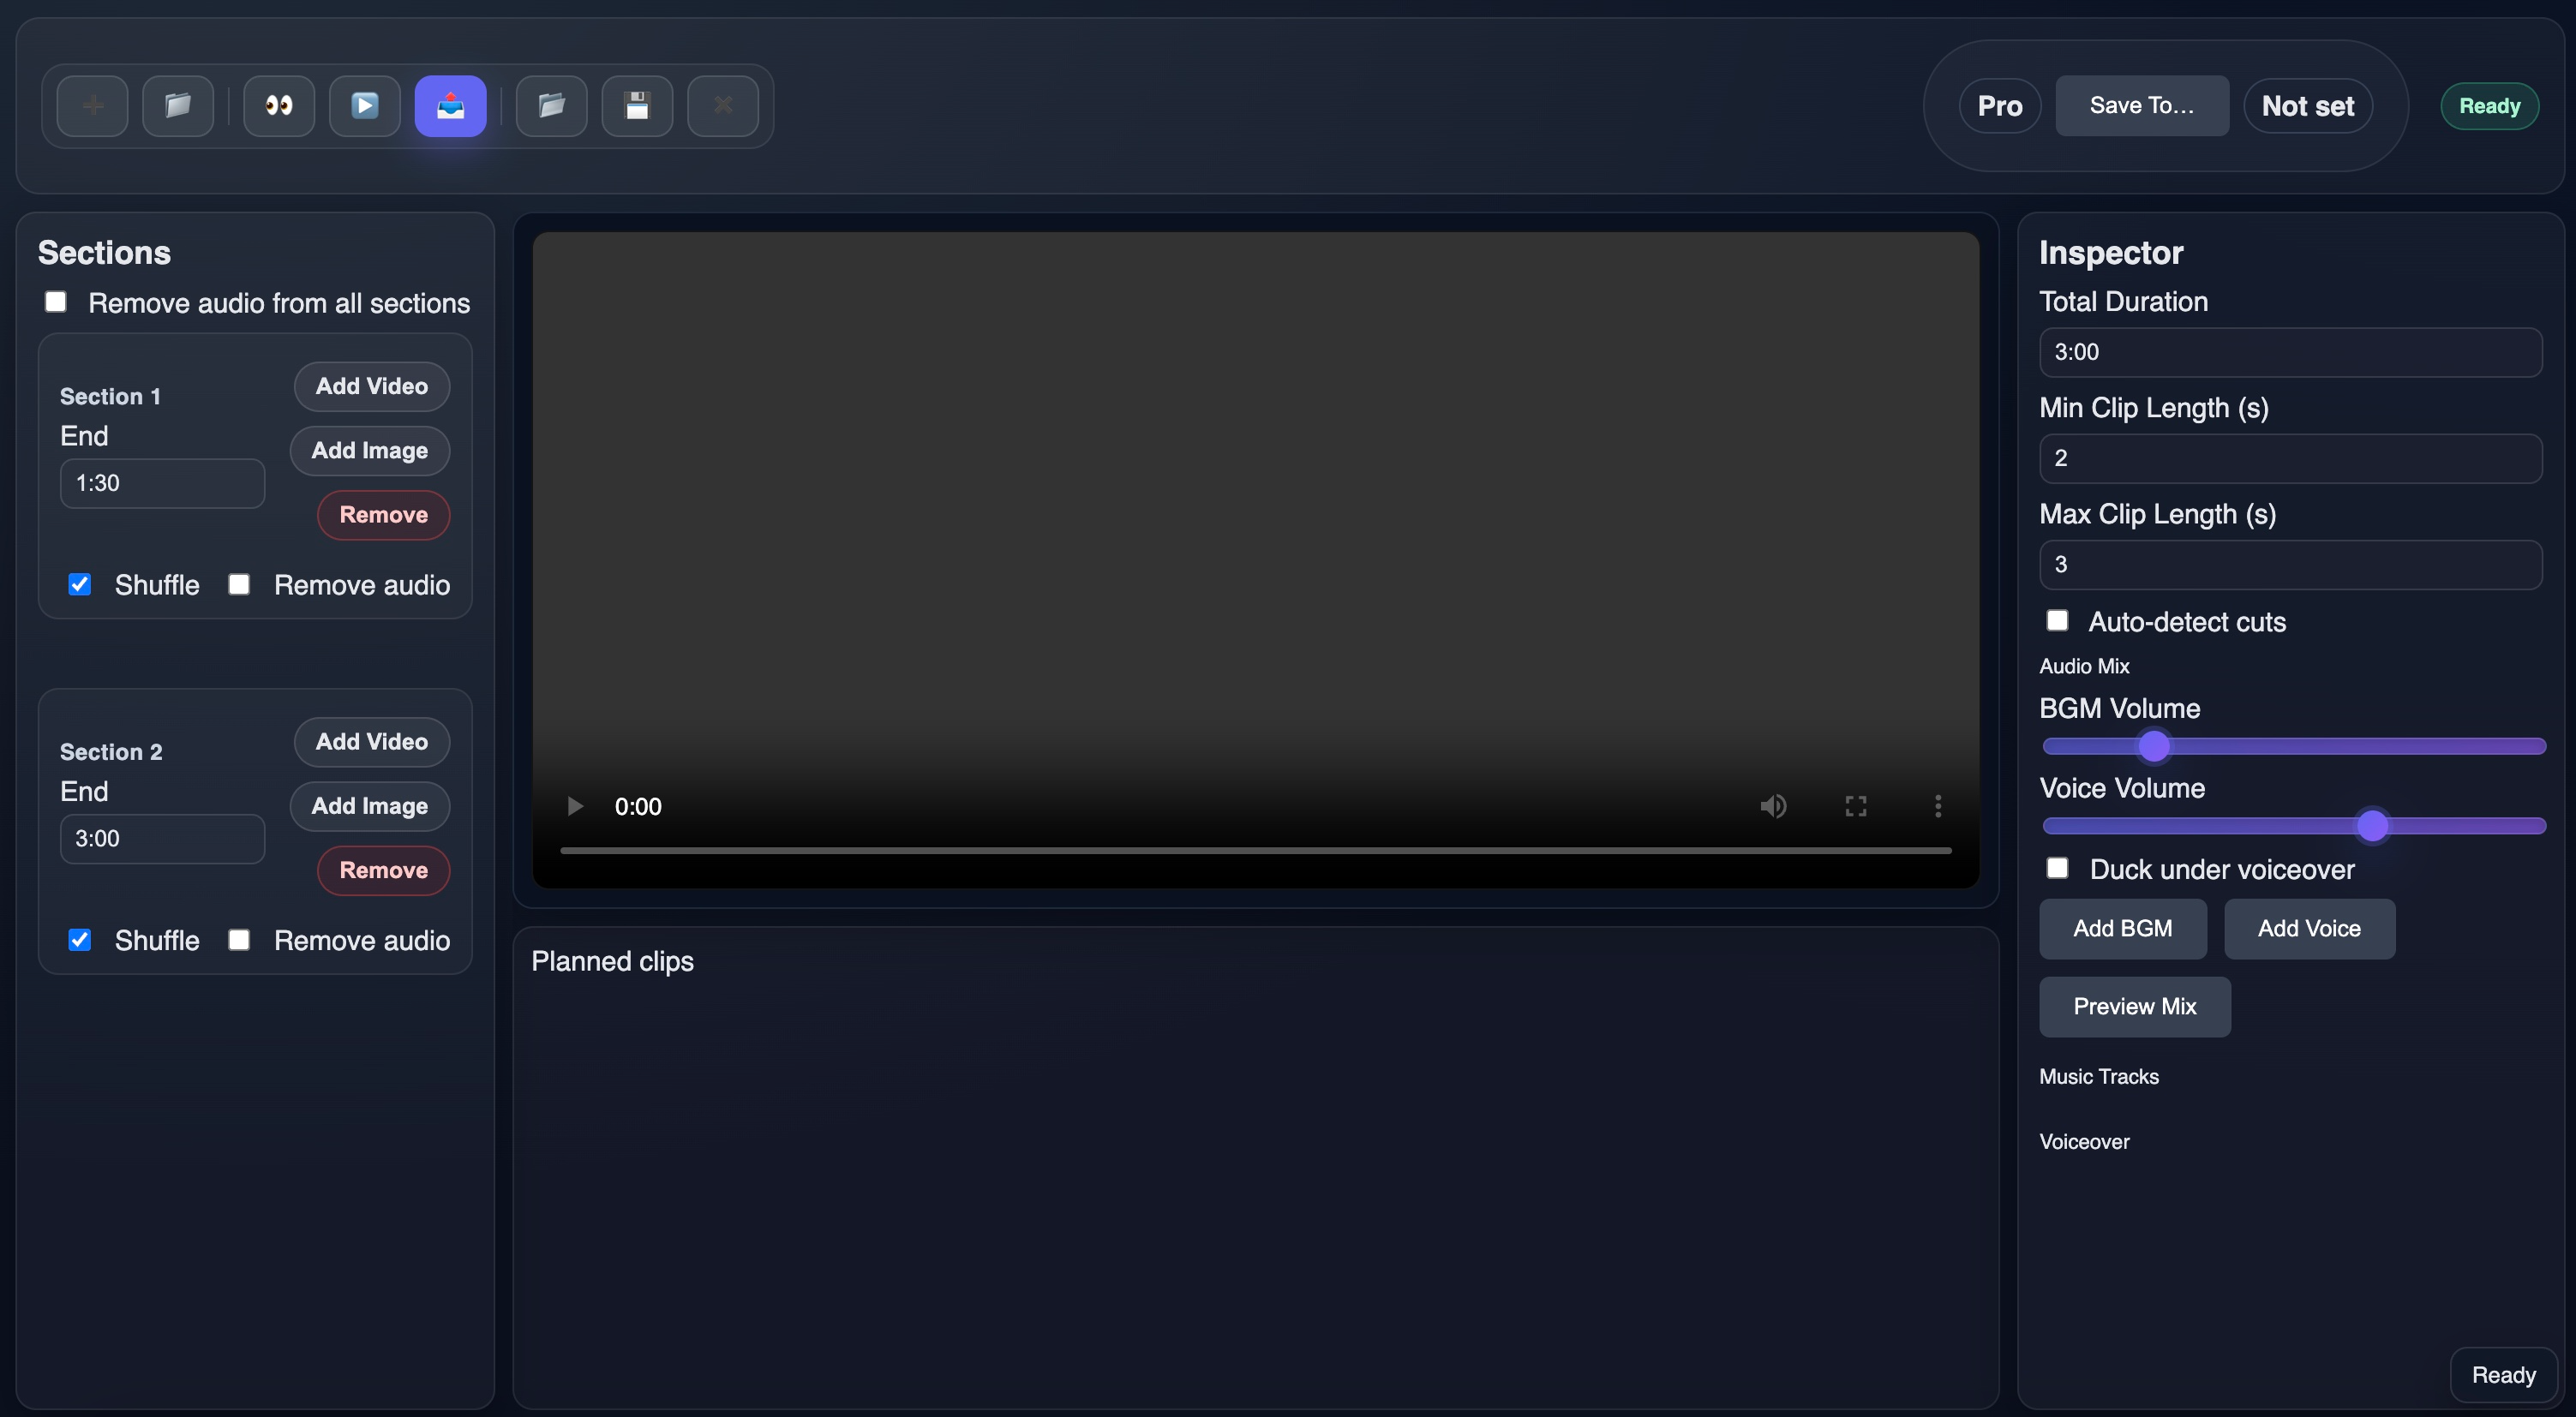 Pro
Save To...
Not set
Ready
Sections
Remove audio from all sections
Section 1
Add Video
End
Add Image
1:30
Remove
Shuffle
Remove audio
Section 2
Add Video
End
Add Image
3:00
Remove
Shuffle
Remove audio
0:00
Planned clips
Inspector
Total Duration
3:00
Min Clip Length (s)
2
Max Clip Length (s)
3
Auto-detect cuts
Audio Mix
BGM Volume
Voice Volume
Duck under voiceover
Add BGM
Add Voice
Preview Mix
Music Tracks
Voiceover
Ready